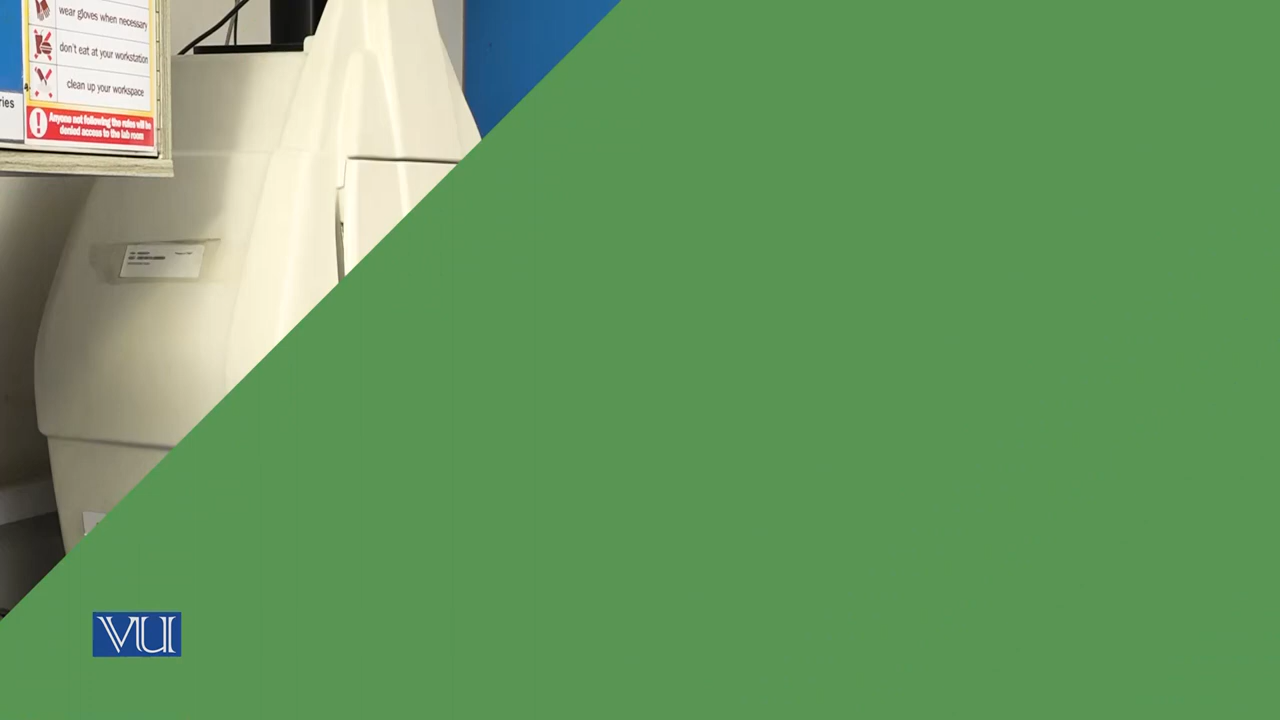 wear gloves when necessary
don't eat at your workstation
clean up your workspace
ries
Anyone not following the rules will be
denied access to the lab room
VU